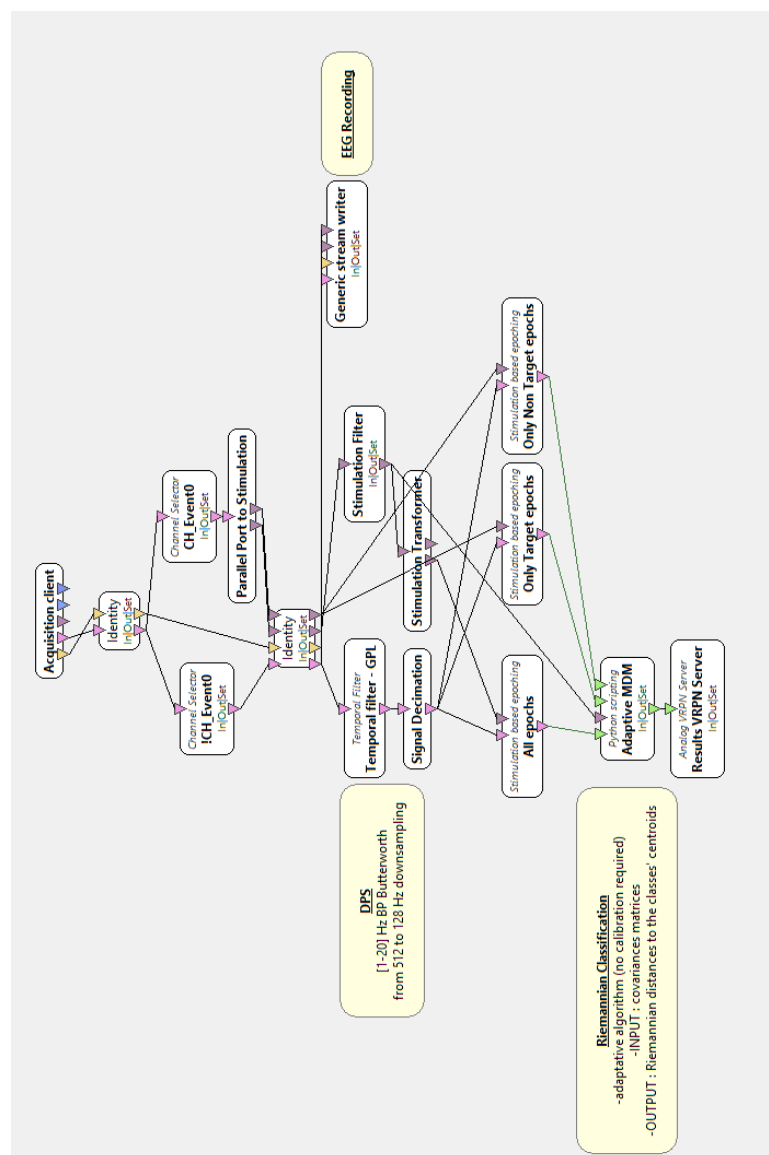 Acquisition client
Identity
In|Out|Set
Channel Selector
!CH_Event0
In|Out|Set
Channel Selector
CH_Event0
In|Out|Set
Parallel Port to Stimulation
Identity
In|Out|Set
EEG Recording
Generic stream writer
In|Out|Set
DPS
[1-20] Hz BP Butterworth
from 512 to 128 Hz downsampling
Temporal Filter
Temporal filter - GPL
Signal Decimation
Stimulation Filter
In|Out|Set
Stimulation Transformer
Stimulation based epoching
All epochs
Stimulation based epoching
Only Target epochs
Stimulation based epoching
Only Non Target epochs
Riemannian Classification
-adaptative algorithm (no calibration required)
-INPUT : covariances matrices
-OUTPUT : Riemannian distances to the classes' centroids
Python scripting
Adaptive MDM
In|Out|Set
Analog VRPN Server
Results VRPN Server
In|Out|Set